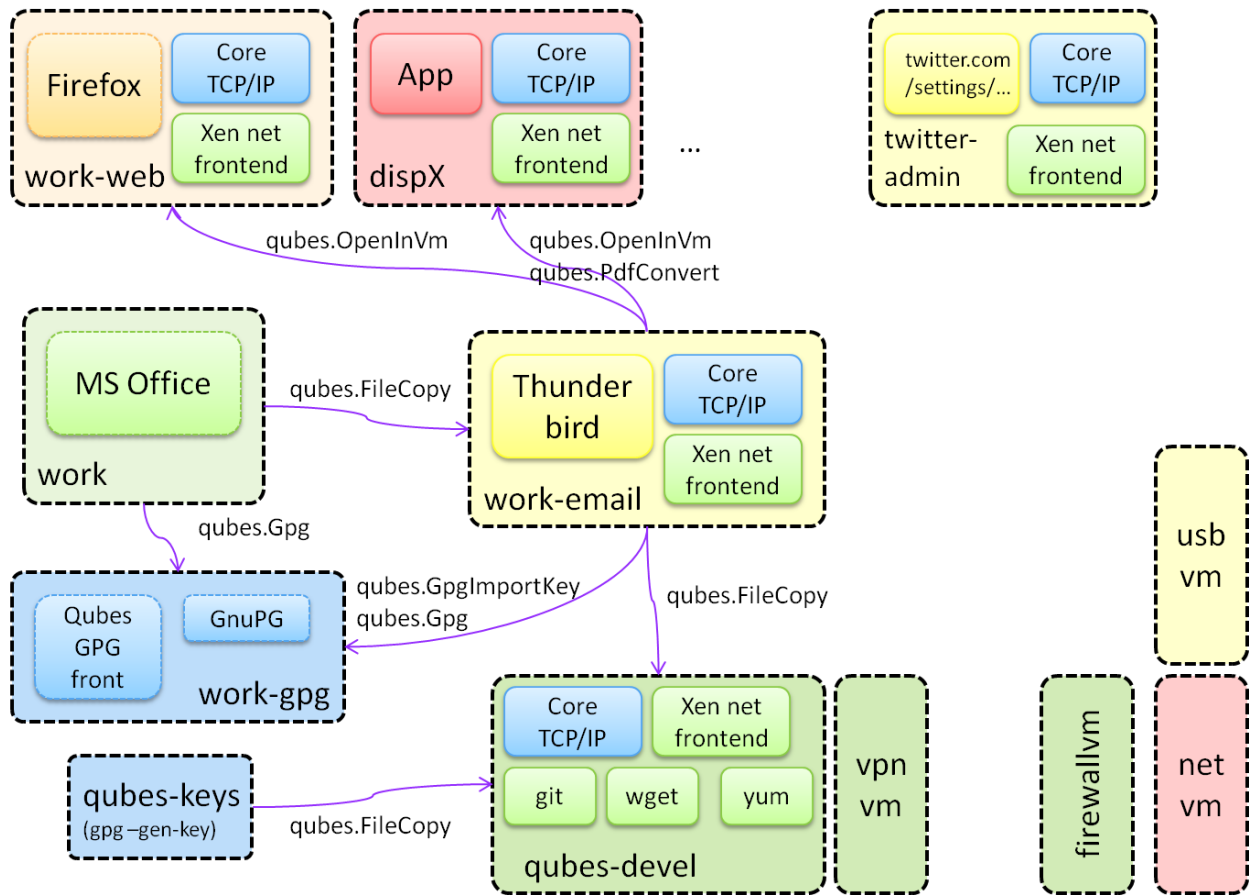 Firefox
Core
TCP/IP
Xen net
frontend
work-web
App
Core
TCP/IP
Xen net
frontend
dispX
...
twitter.com
/settings/...
Core
TCP/IP
Xen net
frontend
twitter-
admin
qubes.OpenInVm
qubes.OpenInVm
qubes.PdfConvert
MS Office
work
qubes.FileCopy
Thunder
bird
Core
TCP/IP
Xen net
frontend
work-email
qubes.Gpg
qubes.GpgImportKey
qubes.Gpg
qubes.FileCopy
usb
vm
Qubes
GPG
front
GnuPG
work-gpg
Core
TCP/IP
Xen net
frontend
git
wget
yum
qubes-devel
vpn
vm
firewallvm
net
vm
qubes-keys
(gpg –gen-key)
qubes.FileCopy